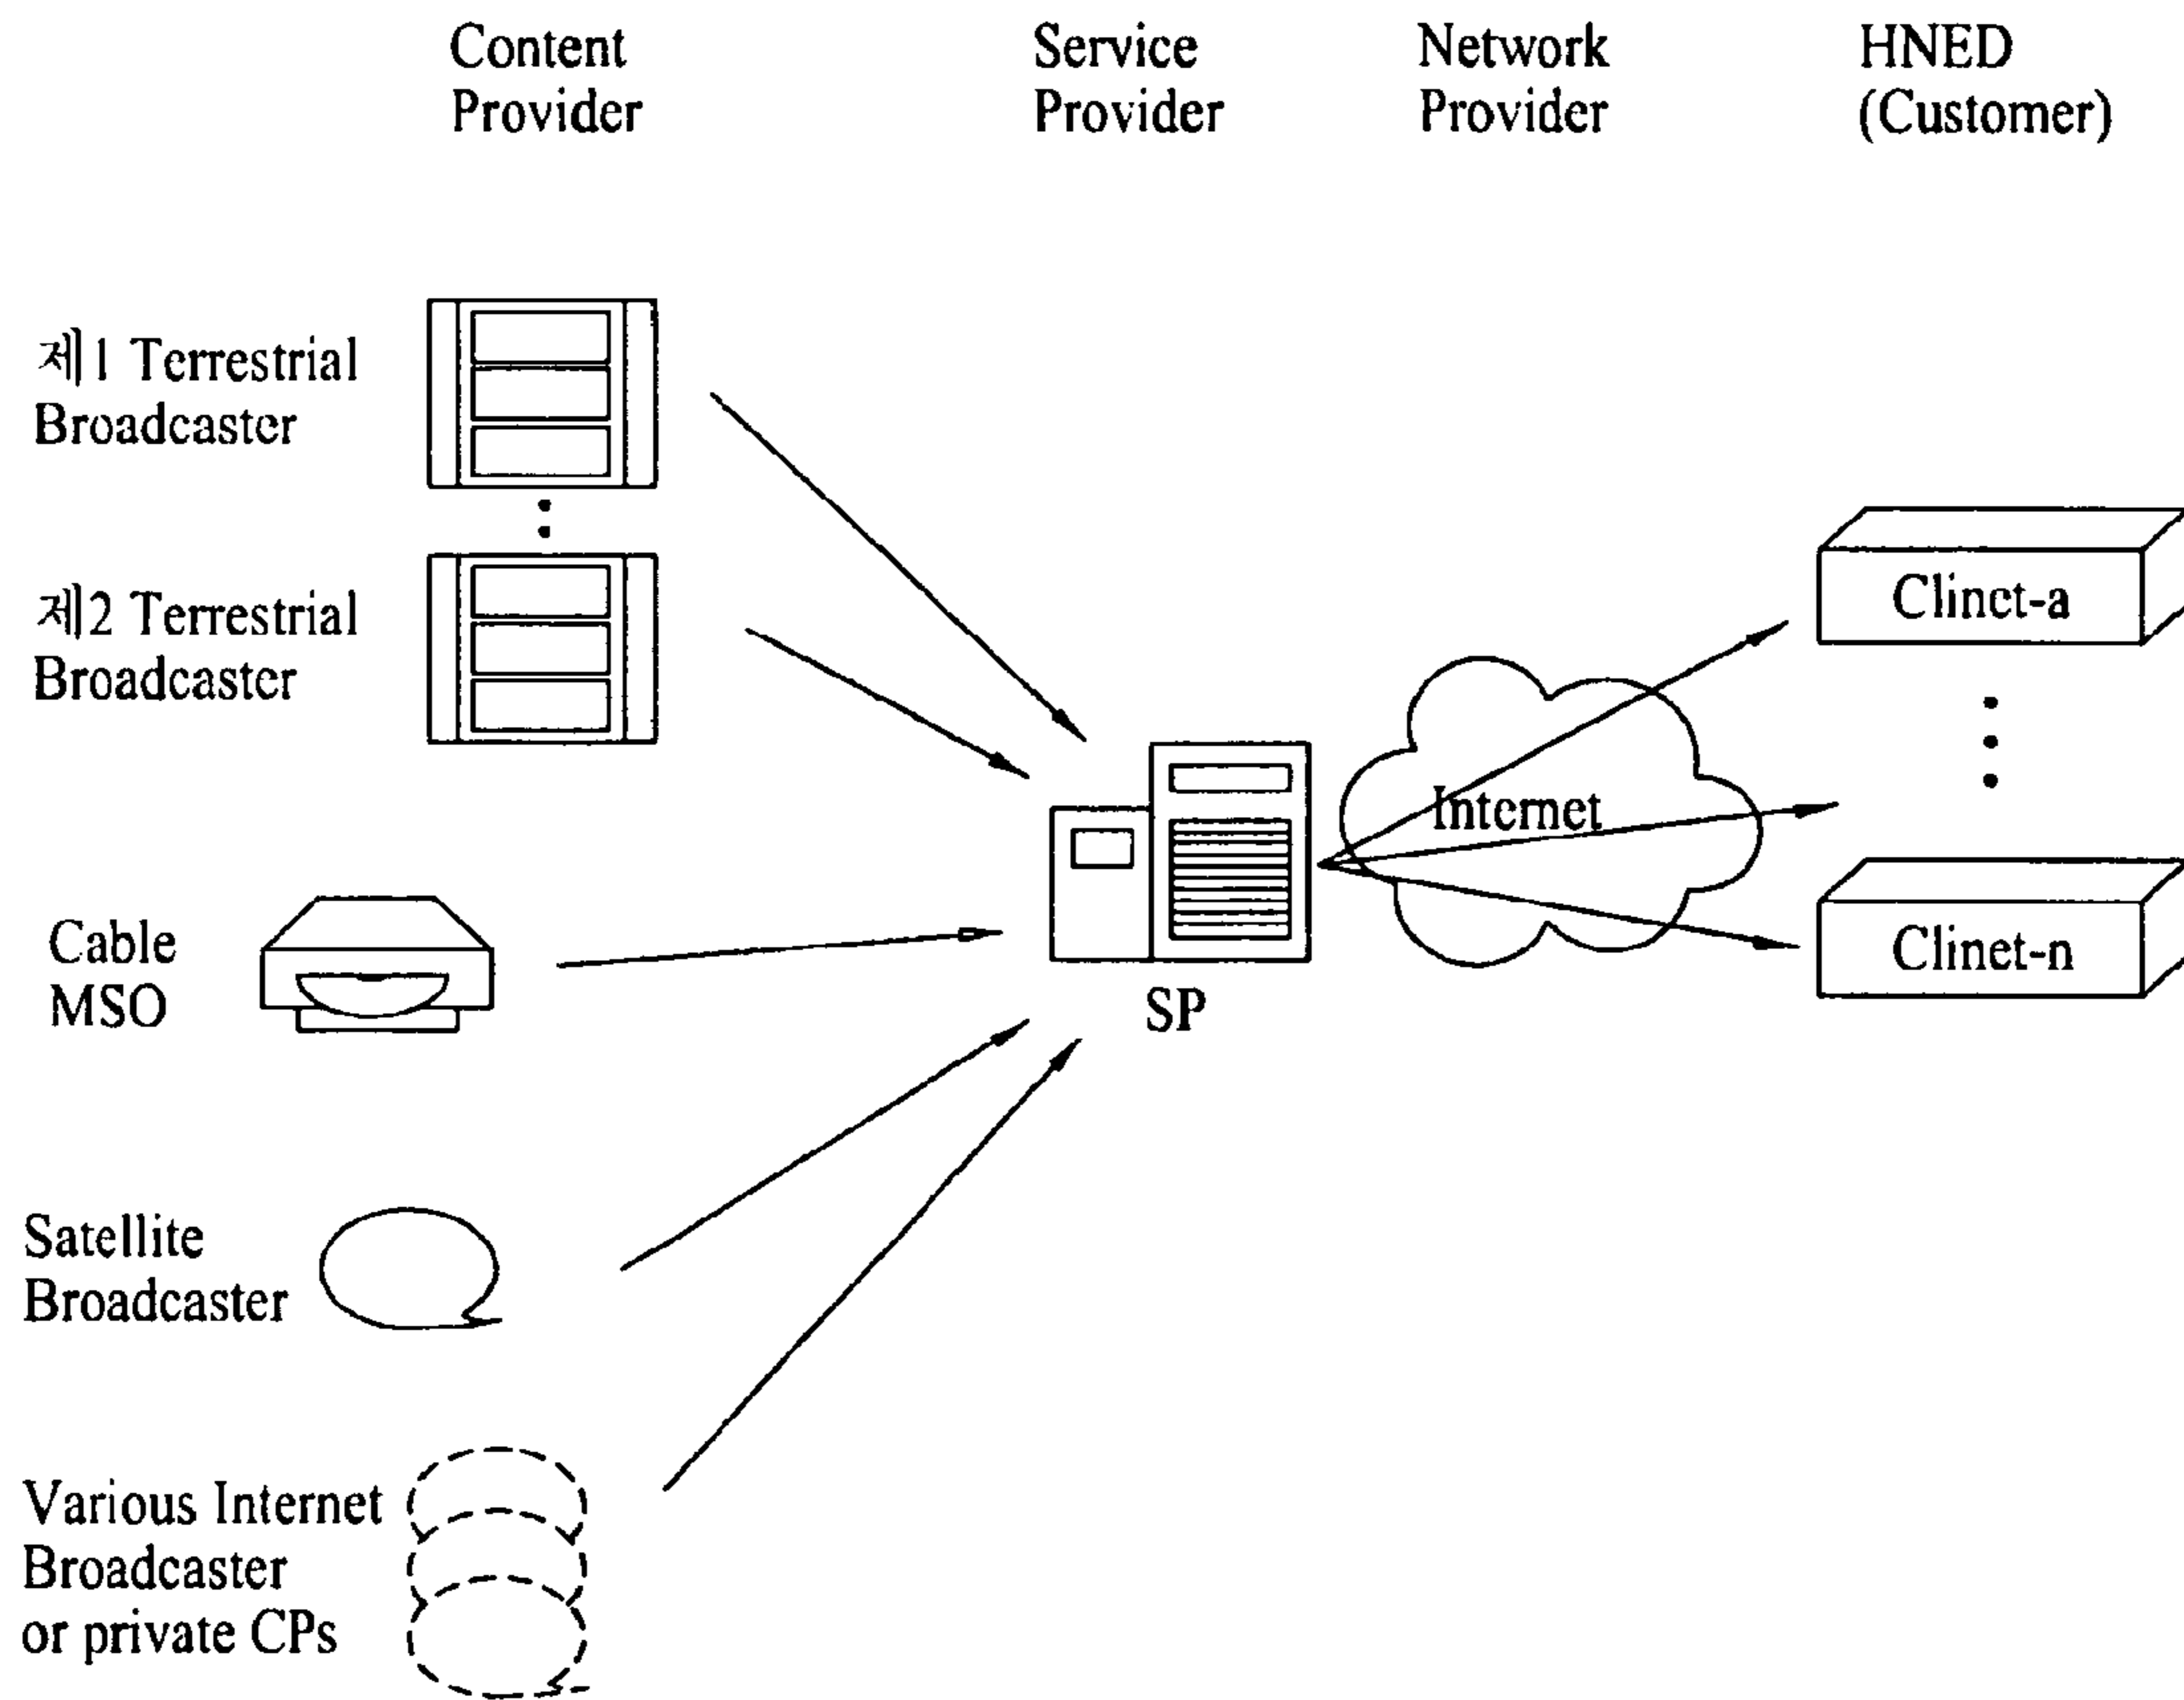 Content
Provider
Service
Provider
Network
Provider
HNED
(Customer)
제1 Terrestrial
Broadcaster
제2 Terrestrial
Broadcaster
Clinet-a
Internet
Cable
MSO
Clinet-n
SP
Satellite
Broadcaster
Various Internet
Broadcaster
or private CPs